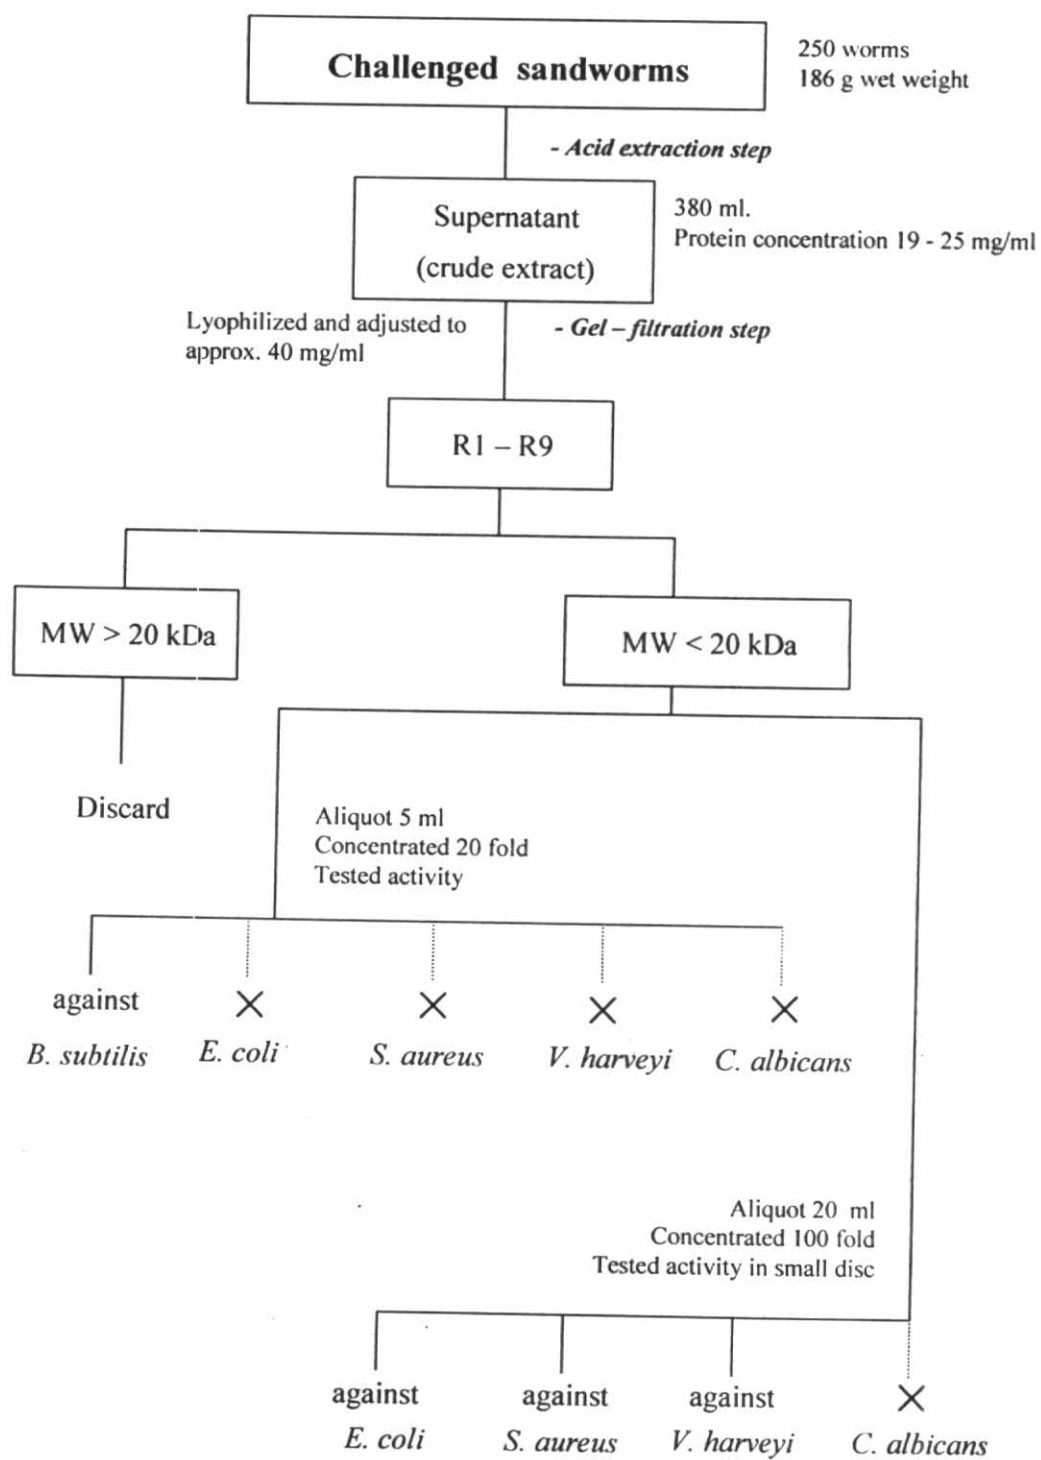 Challenged sandworms
250 worms
186 g wet weight
- Acid extraction step
Supernatant
(crude extract)
380 ml.
Protein concentration 19 - 25 mg/ml
Lyophilized and adjusted to
approx. 40 mg/ml
- Gel – filtration step
R1 – R9
MW > 20 kDa
MW < 20 kDa
Discard
Aliquot 5 ml
Concentrated 20 fold
Tested activity
against
B. subtilis
E. coli
S. aureus
V. harveyi
C. albicans
Aliquot 20 ml
Concentrated 100 fold
Tested activity in small disc
against
E. coli
against
S. aureus
against
V. harveyi
C. albicans